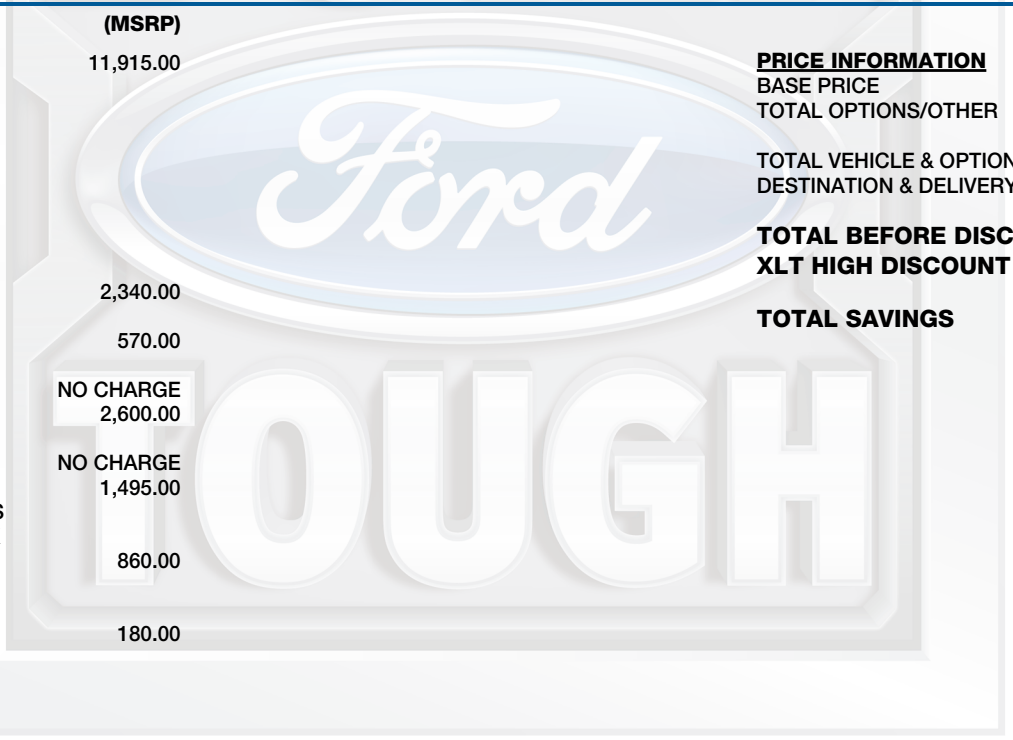 (MSRP)
11,915.00
2,340.00
570.00
NO CHARGE
2,600.00
NO CHARGE
1,495.00
S
860.00
180.00
PRICE INFORMATION
BASE PRICE
TOTAL OPTIONS/OTHER
TOTAL VEHICLE & OPTION
DESTINATION & DELIVERY
TOTAL BEFORE DISC
XLT HIGH DISCOUNT
TOTAL SAVINGS
Ford
TOUGH